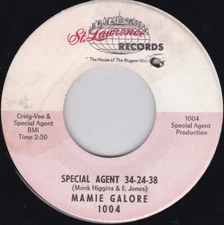 St. Lawrence
RECORDS
"The House of The Biggest Hits"
Craig-Vee &
Special Agent
BMI
Time 2:50
1004
Special Agent
Production
SPECIAL AGENT 34-24-38
(Monk Higgins & E. Jones)
MAMIE GALORE
1004